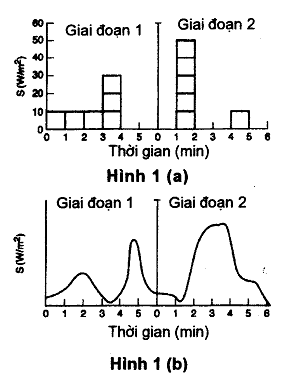 Giai đoạn 1
Giai đoạn 2
S (W/m²)
60
50
40
30
20
10
0
0 1 2 3 4 5 0 1 2 3 4 5 6
Thời gian (min)
Hình 1 (a)
Giai đoạn 1
Giai đoạn 2
S (W/m²)
0 1 2 3 4 5 0 1 2 3 4 5 6
Thời gian (min)
Hình 1 (b)